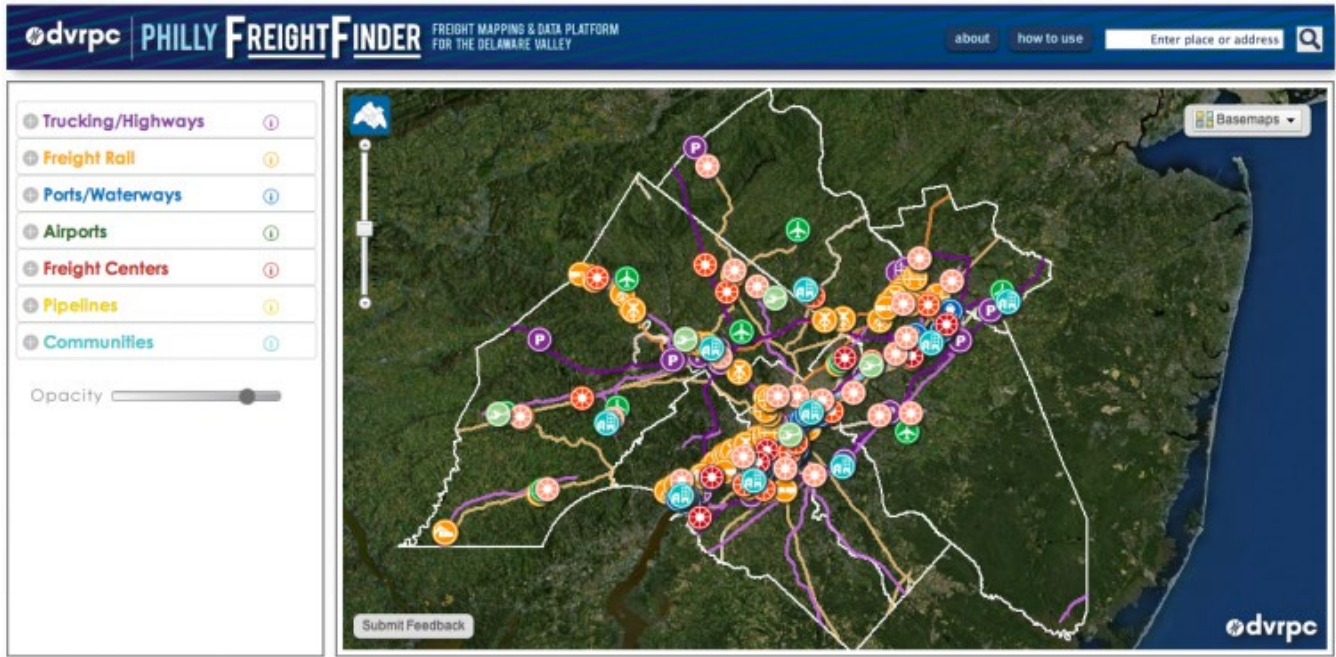 dvrpc
PHILLY FREIGHTFINDER
FREIGHT MAPPING & DATA PLATFORM
FOR THE DELAWARE VALLEY
about
how to use
Enter place or address
Trucking/Highways
Freight Rail
Ports/Waterways
Airports
Freight Centers
Pipelines
Communities
Opacity
Basemaps
P
P
P
P
P
Submit Feedback
dvrpc